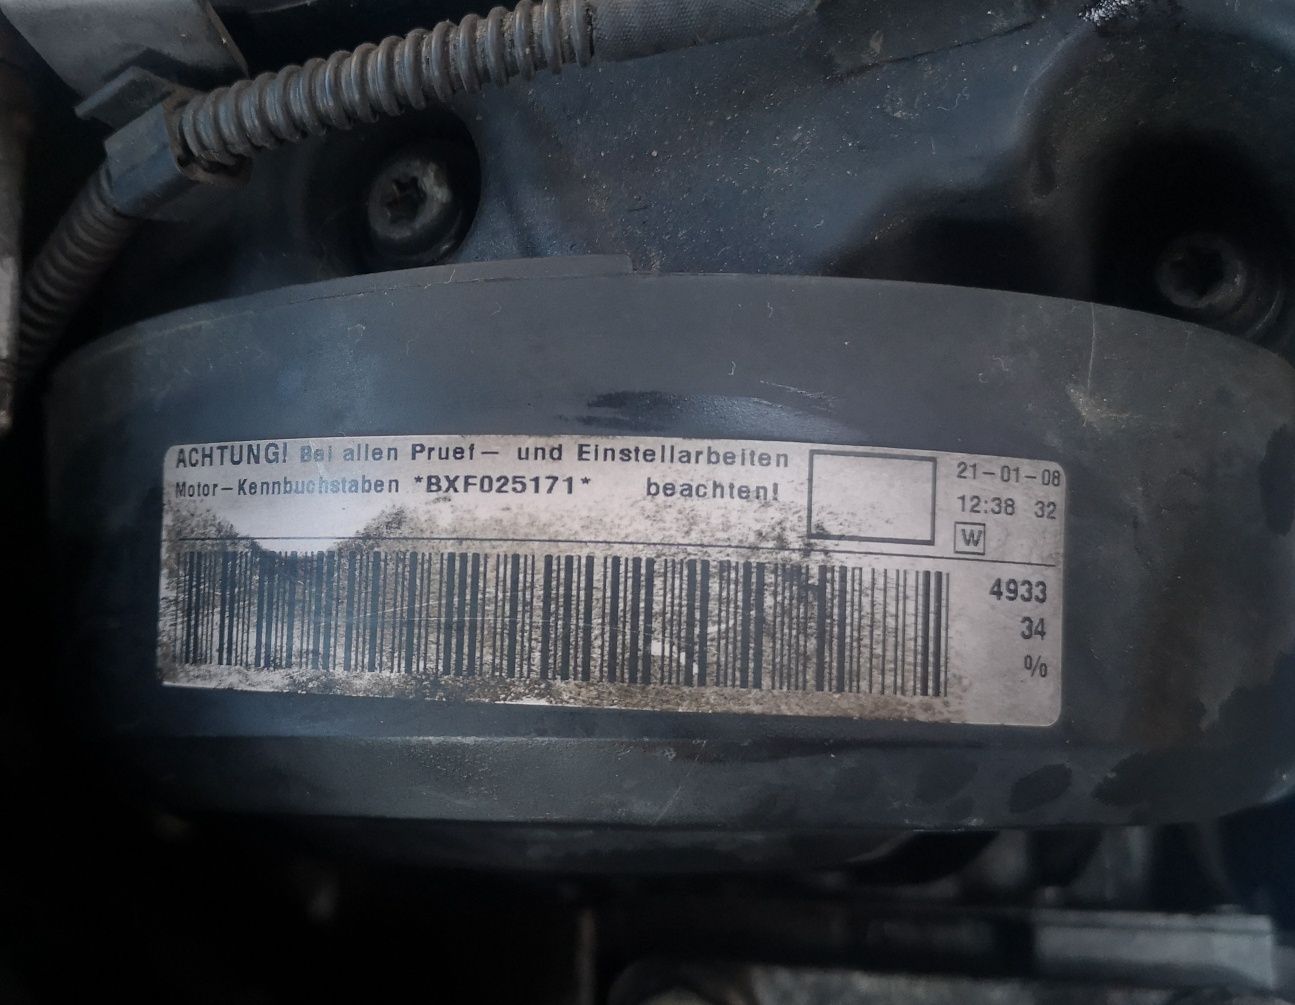 ACHTUNG! Bei allen Pruef- und Einstellarbeiten
Motor-Kennbuchstaben *BXF025171* beachten!
21-01-08
12:38 32
W
4933
34
%